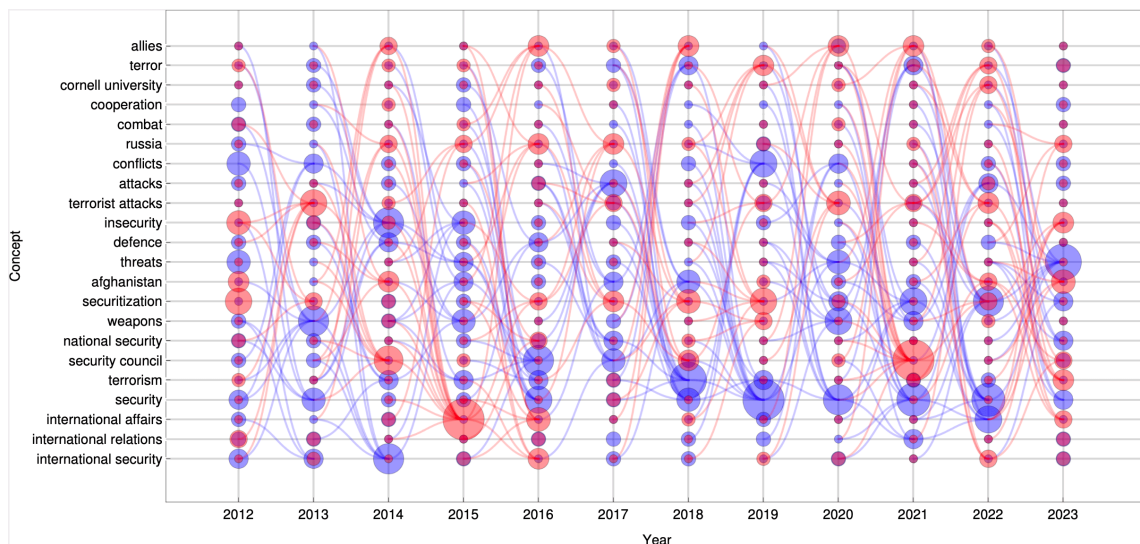 allies
terror
cornell university
cooperation
combat
russia
conflicts
attacks
terrorist attacks
insecurity
defence
threats
afghanistan
securitization
weapons
national security
security council
terrorism
security
international affairs
international relations
international security
Concept
2012 2013 2014 2015 2016 2017 2018 2019 2020 2021 2022 2023
Year